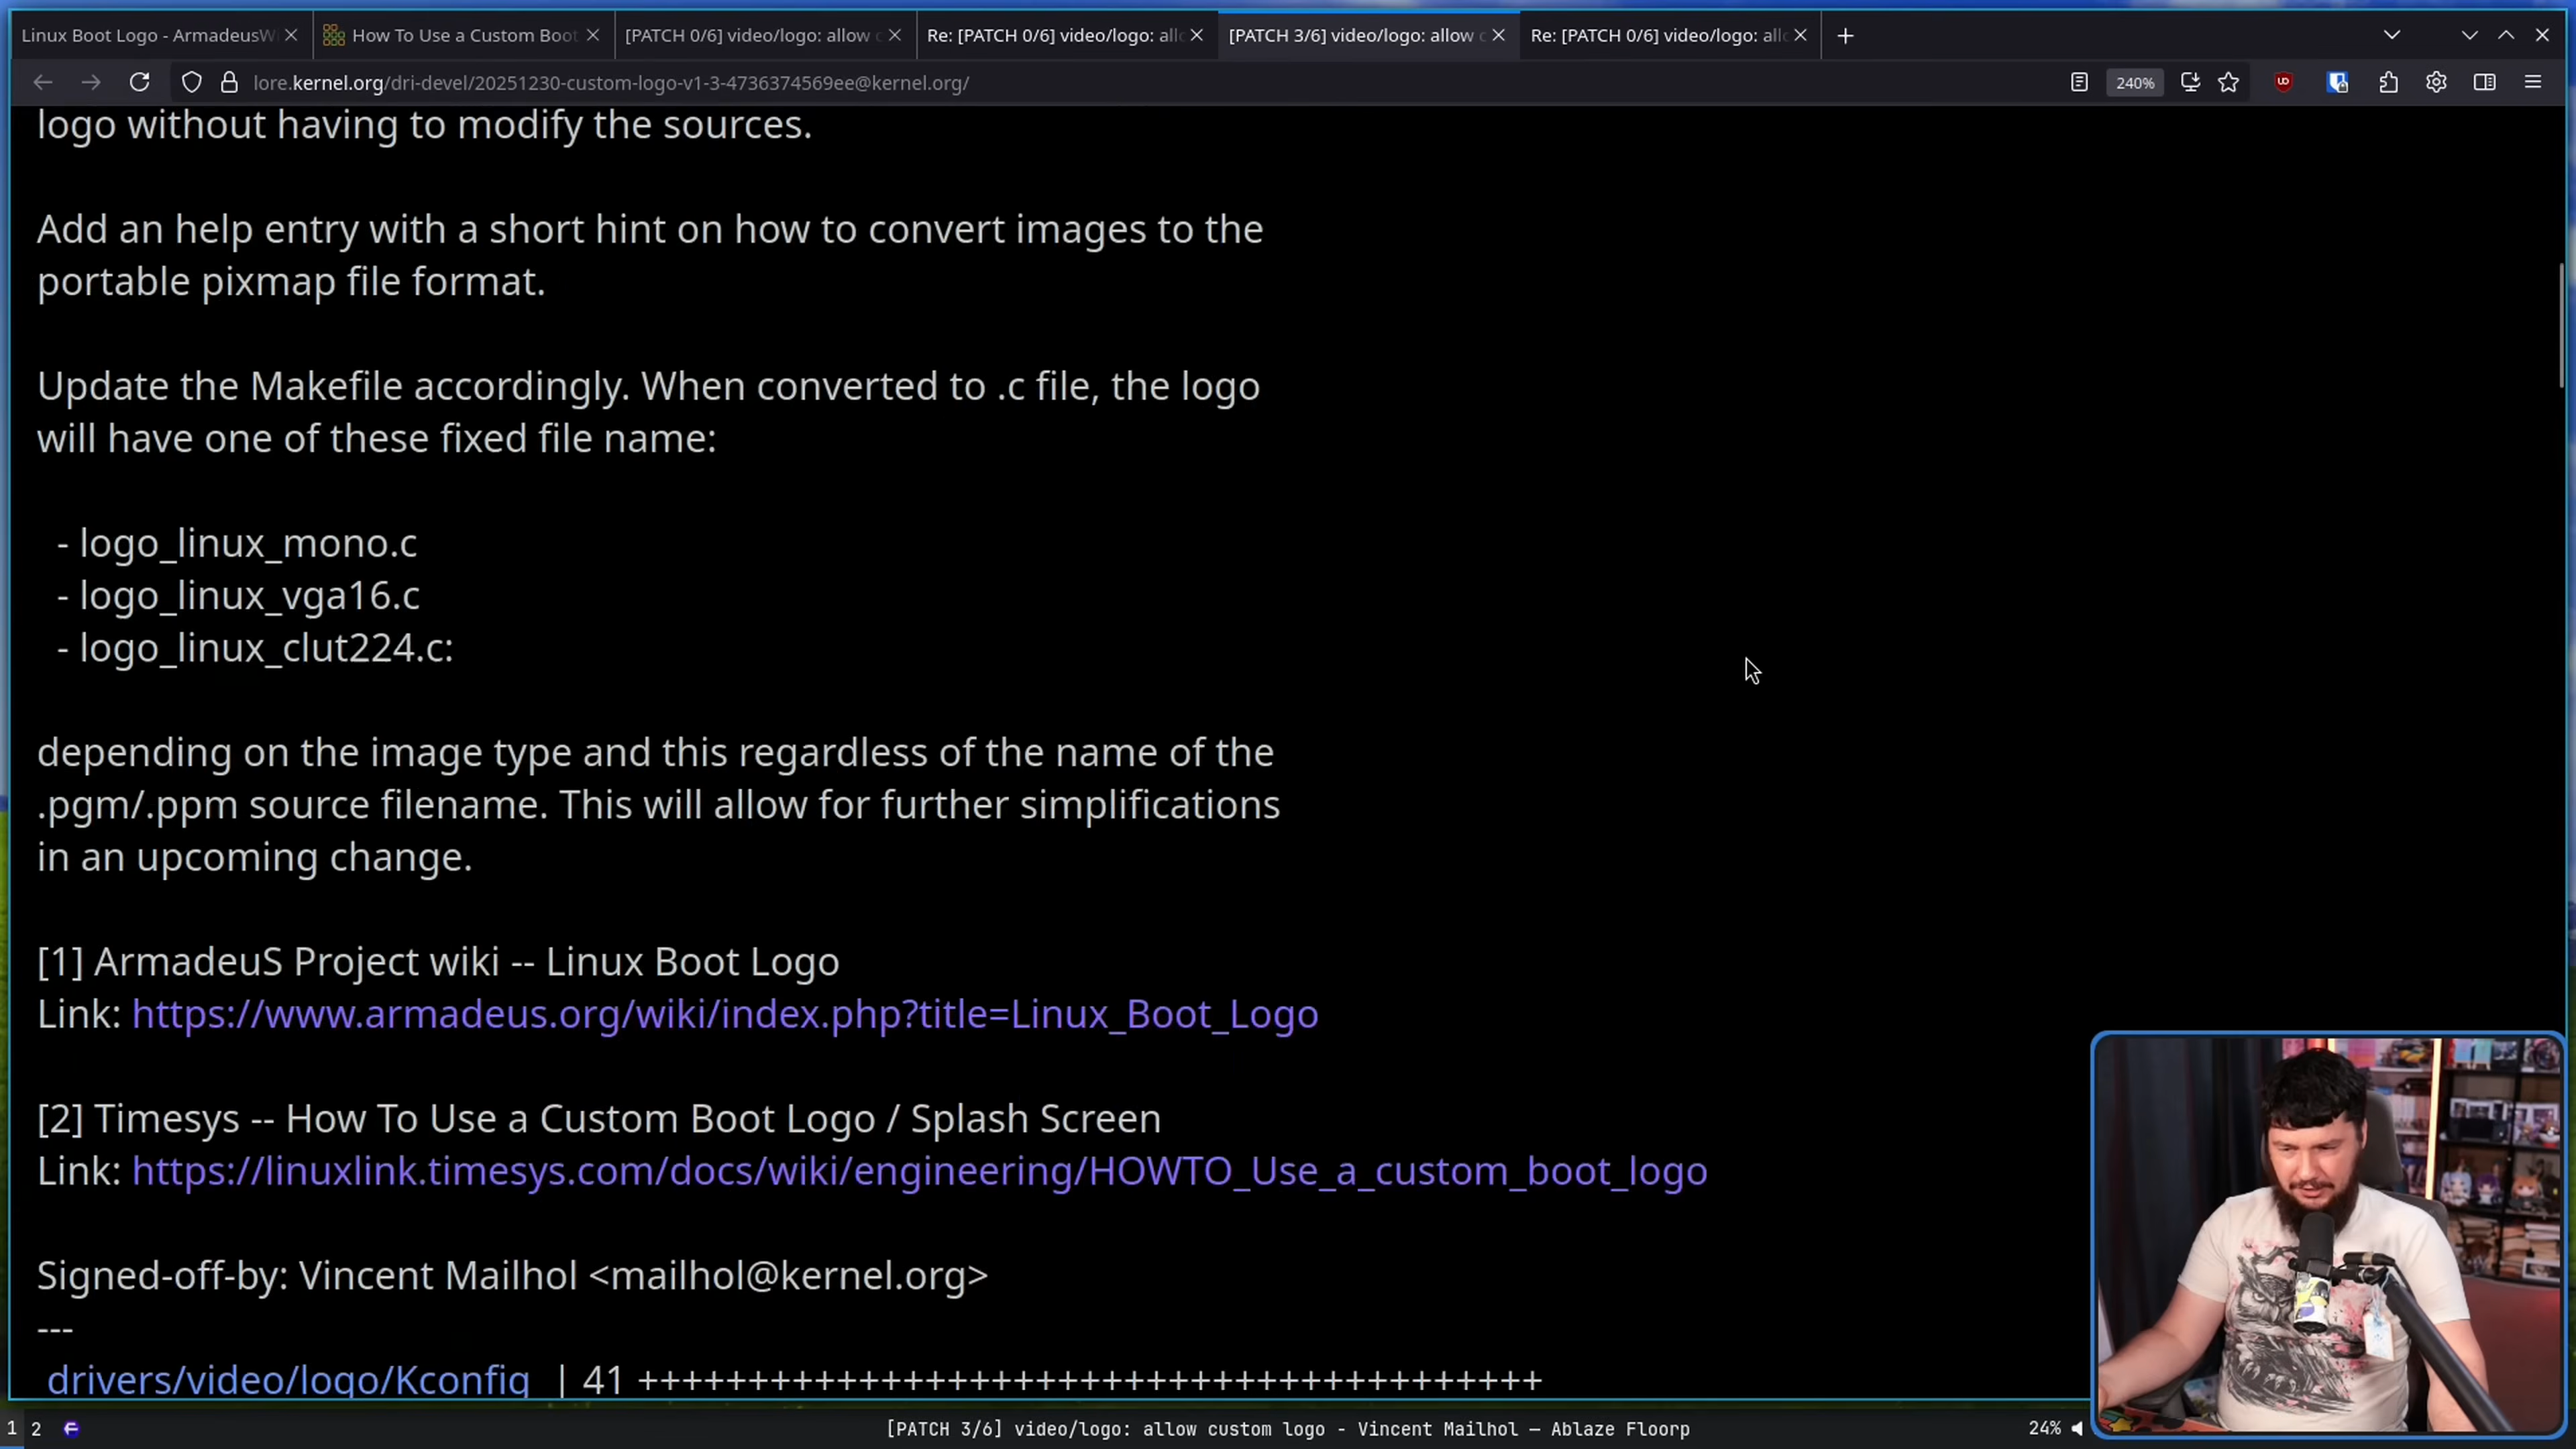 Linux Boot Logo - ArmadeusW
How To Use a Custom Boot
[PATCH 0/6] video/logo: allow c
Re: [PATCH 0/6] video/logo: allo
[PATCH 3/6] video/logo: allow c
Re: [PATCH 0/6] video/logo: allo
lore.kernel.org/dri-devel/20251230-custom-logo-v1-3-4736374569ee@kernel.org/
240%
logo without having to modify the sources.
Add an help entry with a short hint on how to convert images to the
portable pixmap file format.
Update the Makefile accordingly. When converted to .c file, the logo
will have one of these fixed file name:
- logo_linux_mono.c
- logo_linux_vga16.c
- logo_linux_clut224.c:
depending on the image type and this regardless of the name of the
.pgm/.ppm source filename. This will allow for further simplifications
in an upcoming change.
[1] ArmadeuS Project wiki -- Linux Boot Logo
Link: https://www.armadeus.org/wiki/index.php?title=Linux_Boot_Logo
[2] Timesys -- How To Use a Custom Boot Logo / Splash Screen
Link: https://linuxlink.timesys.com/docs/wiki/engineering/HOWTO_Use_a_custom_boot_logo
Signed-off-by: Vincent Mailhol <mailhol@kernel.org>
---
drivers/video/logo/Kconfig | 41 +++++++++++++++++++++++++++++++++++++++++
1 2
[PATCH 3/6] video/logo: allow custom logo - Vincent Mailhol — Ablaze Floorp
24%